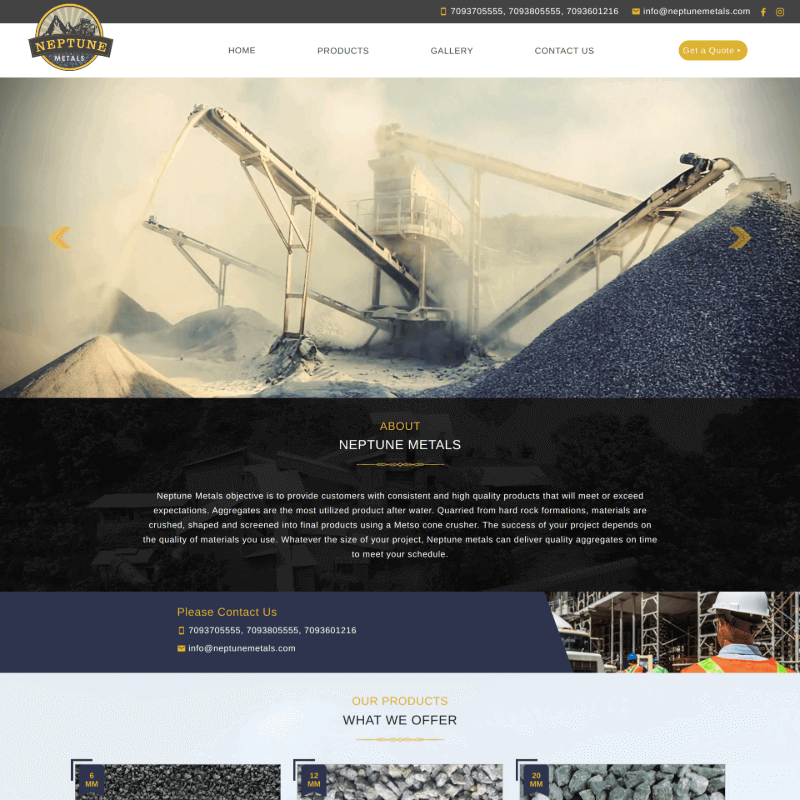 7093705555, 7093805555, 7093601216 info@neptunemetals.com
NEPTUNE
METALS
HOME PRODUCTS GALLERY CONTACT US Get a Quote
ABOUT
NEPTUNE METALS
Neptune Metals objective is to provide customers with consistent and high quality products that will meet or exceed
expectations. Aggregates are the most utilized product after water. Quarried from hard rock formations, materials are
crushed, shaped and screened into final products using a Metso cone crusher. The success of your project depends on
the quality of materials you use. Whatever the size of your project, Neptune metals can deliver quality aggregates on time
to meet your schedule.
Please Contact Us
7093705555, 7093805555, 7093601216
info@neptunemetals.com
OUR PRODUCTS
WHAT WE OFFER
6
MM
12
MM
20
MM